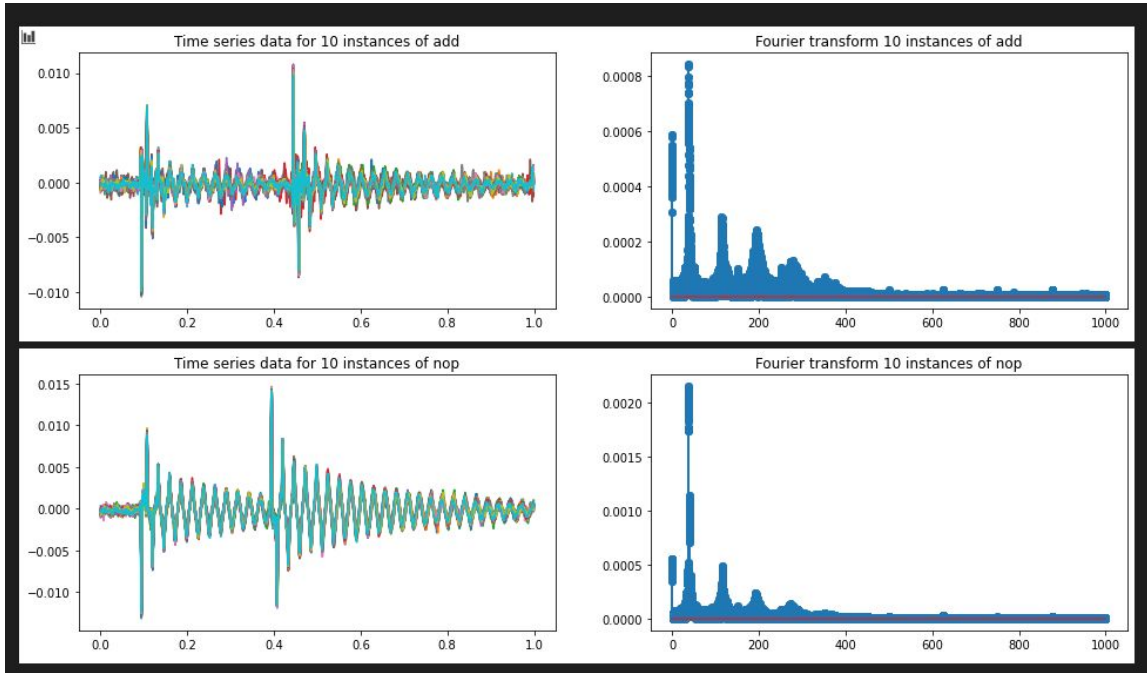 Time series data for 10 instances of add
0.010
0.005
0.000
−0.005
−0.010
0.0 0.2 0.4 0.6 0.8 1.0
Fourier transform 10 instances of add
0.0008
0.0006
0.0004
0.0002
0.0000
0 200 400 600 800 1000
Time series data for 10 instances of nop
0.015
0.010
0.005
0.000
−0.005
−0.010
0.0 0.2 0.4 0.6 0.8 1.0
Fourier transform 10 instances of nop
0.0020
0.0015
0.0010
0.0005
0.0000
0 200 400 600 800 1000